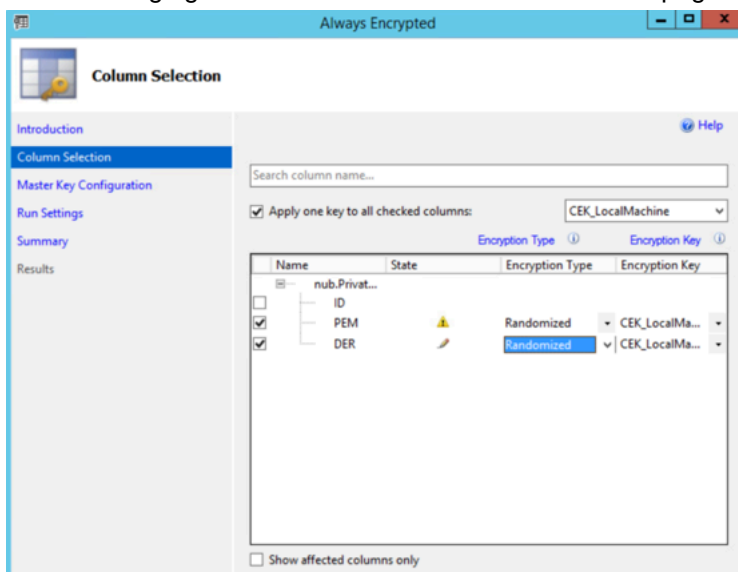 Always Encrypted
Column Selection
Introduction
Help
Column Selection
Search column name...
Master Key Configuration
Apply one key to all checked columns: CEK_LocalMachine
Run Settings
Encryption Type Encryption Key
Summary
Name State Encryption Type Encryption Key
Results
nub.Privat...
ID
PEM Randomized CEK_LocalMa...
DER Randomized CEK_LocalMa...
Show affected columns only